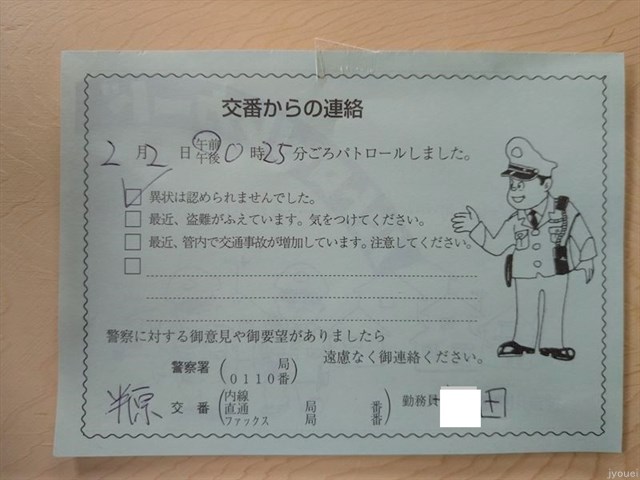 交番からの連絡
2月2日 午前 午後 0時25分ごろパトロールしました。
異状は認められませんでした。
最近、盗難がふえています。気をつけてください。
最近、管内で交通事故が増加しています。注意してください。
警察に対する御意見や御要望がありましたら
遠慮なく御連絡ください。
警察署 ( 局 0110番 )
交番 ( 内線 直通 局 番 ファックス 局 番 ) 勤務員 田
jyouei